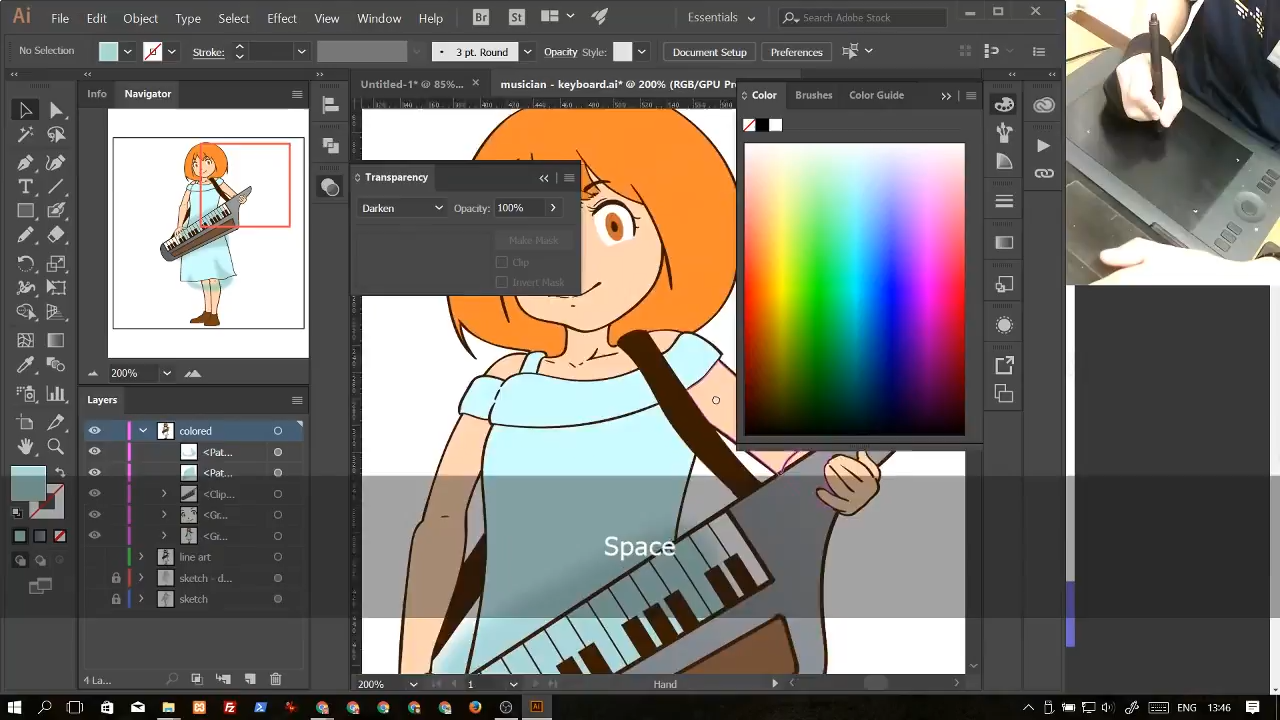 Ai File Edit Object Type Select Effect View Window Help Br St Essentials Search Adobe Stock
No Selection Stroke: 3 pt. Round Opacity Style: Document Setup Preferences
Untitled-1* @ 85%... musician - keyboard.ai* @ 200% (RGB/GPU Pre
Info Navigator
Color Brushes Color Guide
Transparency
Darken Opacity: 100%
Make Mask
Clip
Invert Mask
200%
Layers
colored
<Pat...
<Pat...
<Clip...
<Gr...
<Gr...
line art
sketch - d...
sketch
Space
4 La...
200% 1 Hand
ENG 13:46